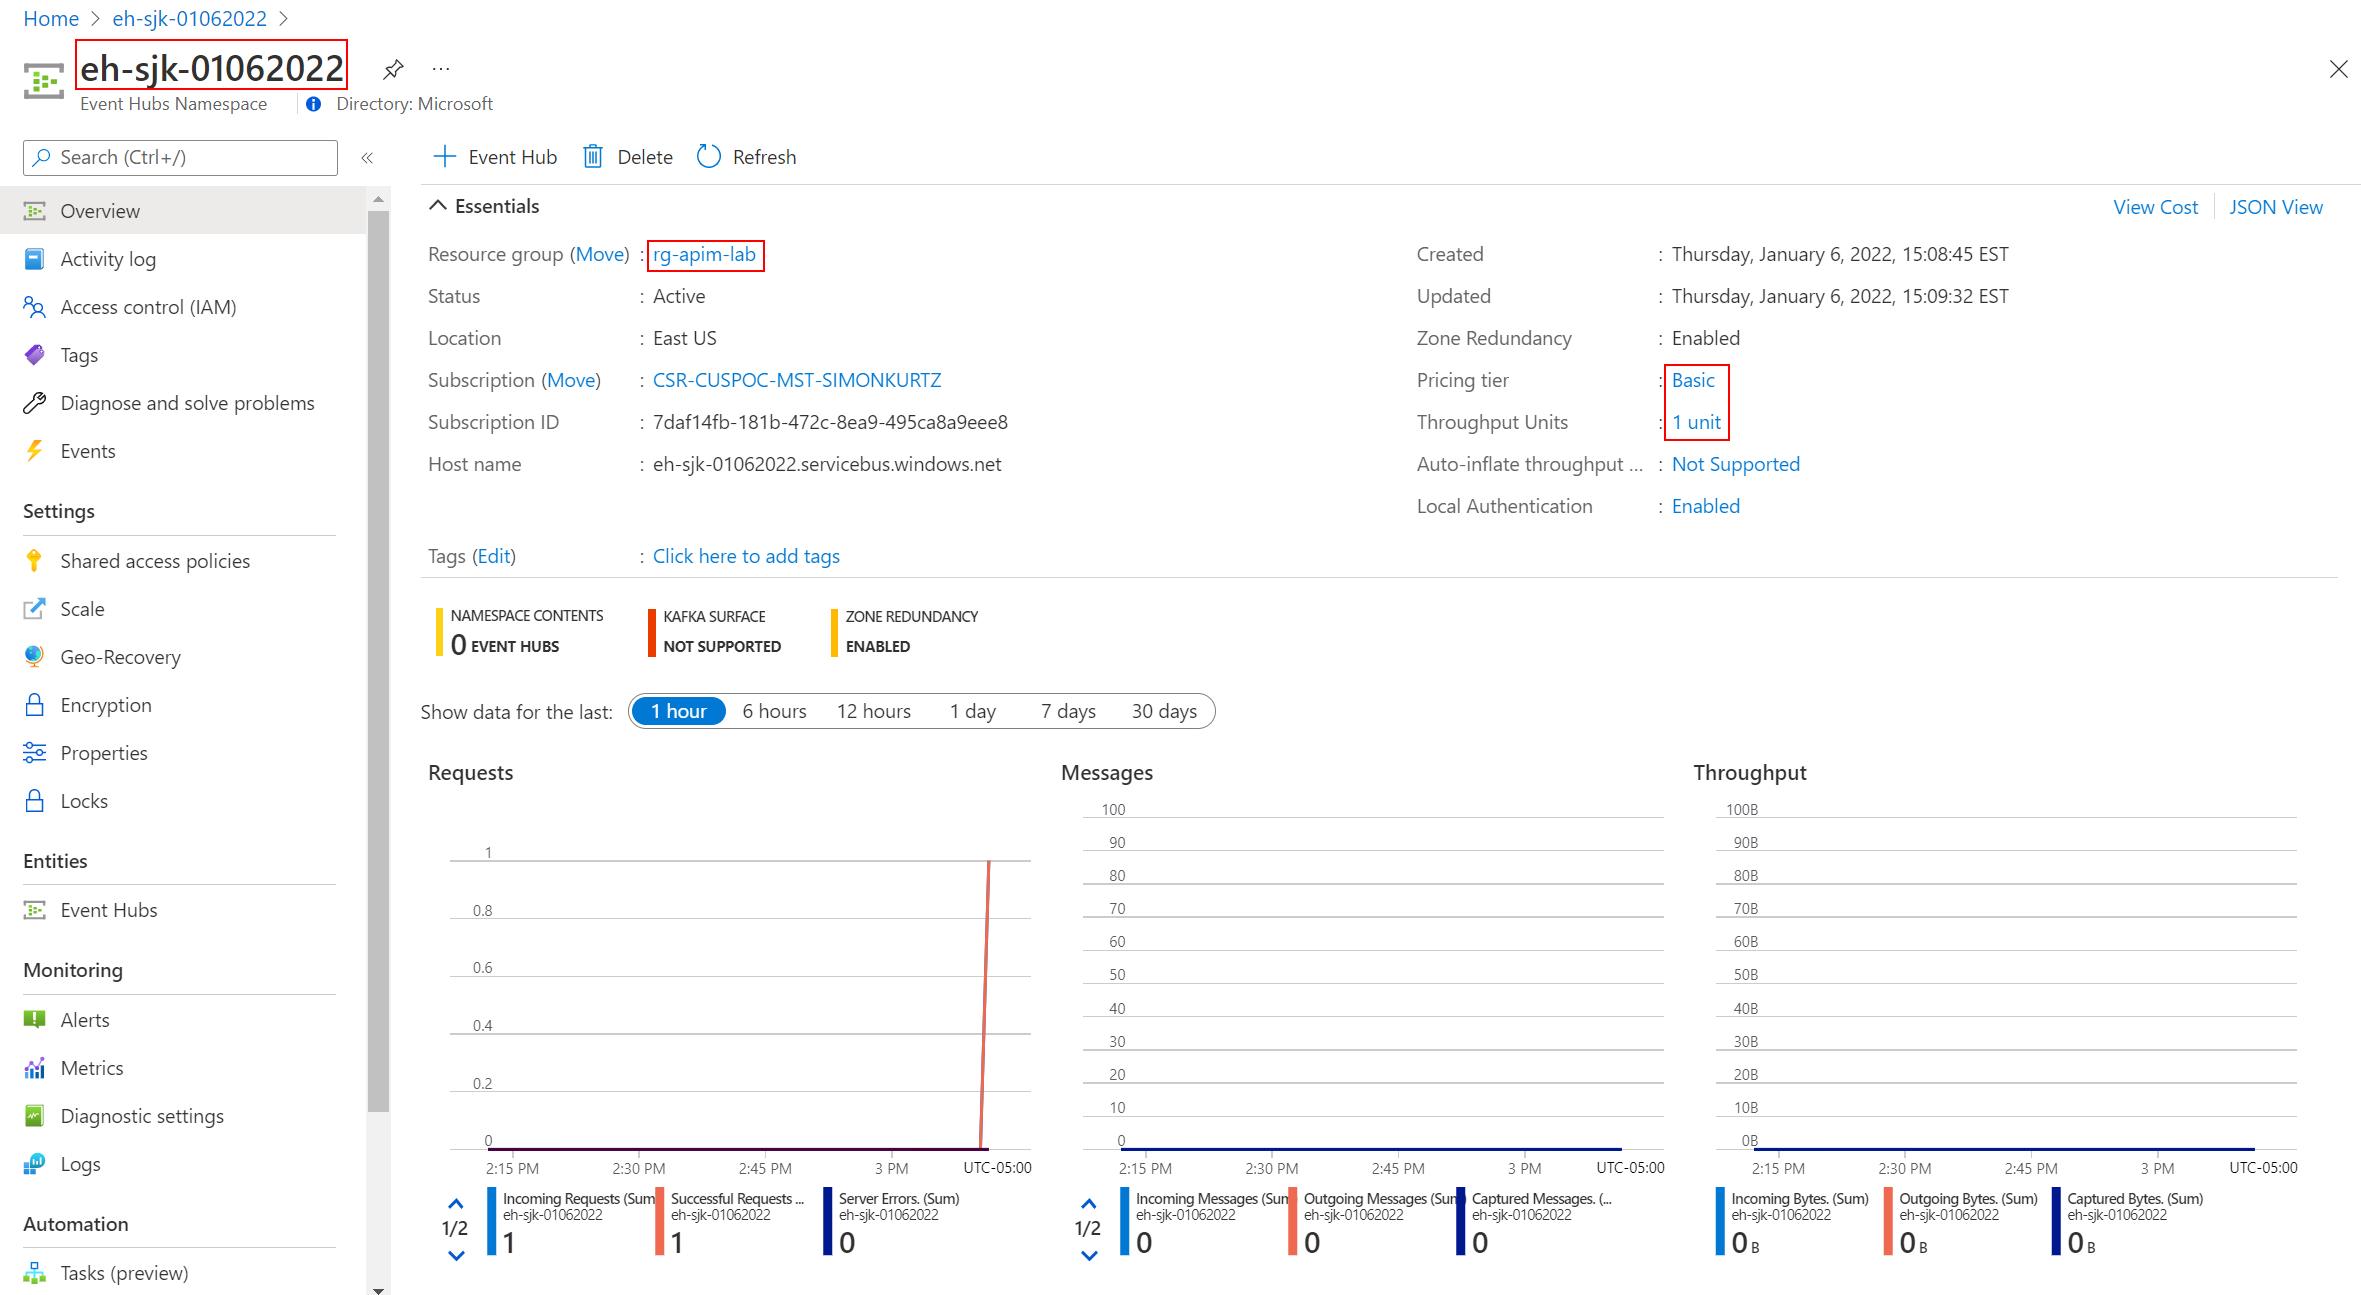 Home > eh-sjk-01062022 >
eh-sjk-01062022 ...
Event Hubs Namespace
Directory: Microsoft
Search (Ctrl+/)
«
Overview
Activity log
Access control (IAM)
Tags
Diagnose and solve problems
Events
Settings
Shared access policies
Scale
Geo-Recovery
Encryption
Properties
Locks
Entities
Event Hubs
Monitoring
Alerts
Metrics
Diagnostic settings
Logs
Automation
Tasks (preview)
Event Hub
Delete
Refresh
Essentials
View Cost
JSON View
Resource group (Move) : rg-apim-lab
Status : Active
Location : East US
Subscription (Move) : CSR-CUSPOC-MST-SIMONKURTZ
Subscription ID : 7daf14fb-181b-472c-8ea9-495ca8a9eee8
Host name : eh-sjk-01062022.servicebus.windows.net
Created : Thursday, January 6, 2022, 15:08:45 EST
Updated : Thursday, January 6, 2022, 15:09:32 EST
Zone Redundancy : Enabled
Pricing tier : Basic
Throughput Units : 1 unit
Auto-inflate throughput ... : Not Supported
Local Authentication : Enabled
Tags (Edit) : Click here to add tags
NAMESPACE CONTENTS
0 EVENT HUBS
KAFKA SURFACE
NOT SUPPORTED
ZONE REDUNDANCY
ENABLED
Show data for the last: 1 hour 6 hours 12 hours 1 day 7 days 30 days
Requests
1
0.8
0.6
0.4
0.2
0
2:15 PM 2:30 PM 2:45 PM 3 PM UTC-05:00
1/2
Incoming Requests (Sum
eh-sjk-01062022
1
Successful Requests ...
eh-sjk-01062022
1
Server Errors. (Sum)
eh-sjk-01062022
0
Messages
100
90
80
70
60
50
40
30
20
10
0
2:15 PM 2:30 PM 2:45 PM 3 PM UTC-05:00
1/2
Incoming Messages (Sum
eh-sjk-01062022
0
Outgoing Messages (Sum
eh-sjk-01062022
0
Captured Messages. (...
eh-sjk-01062022
0
Throughput
100B
90B
80B
70B
60B
50B
40B
30B
20B
10B
0B
2:15 PM 2:30 PM 2:45 PM 3 PM UTC-05:00
Incoming Bytes. (Sum)
eh-sjk-01062022
0 B
Outgoing Bytes. (Sum)
eh-sjk-01062022
0 B
Captured Bytes. (Sum)
eh-sjk-01062022
0 B